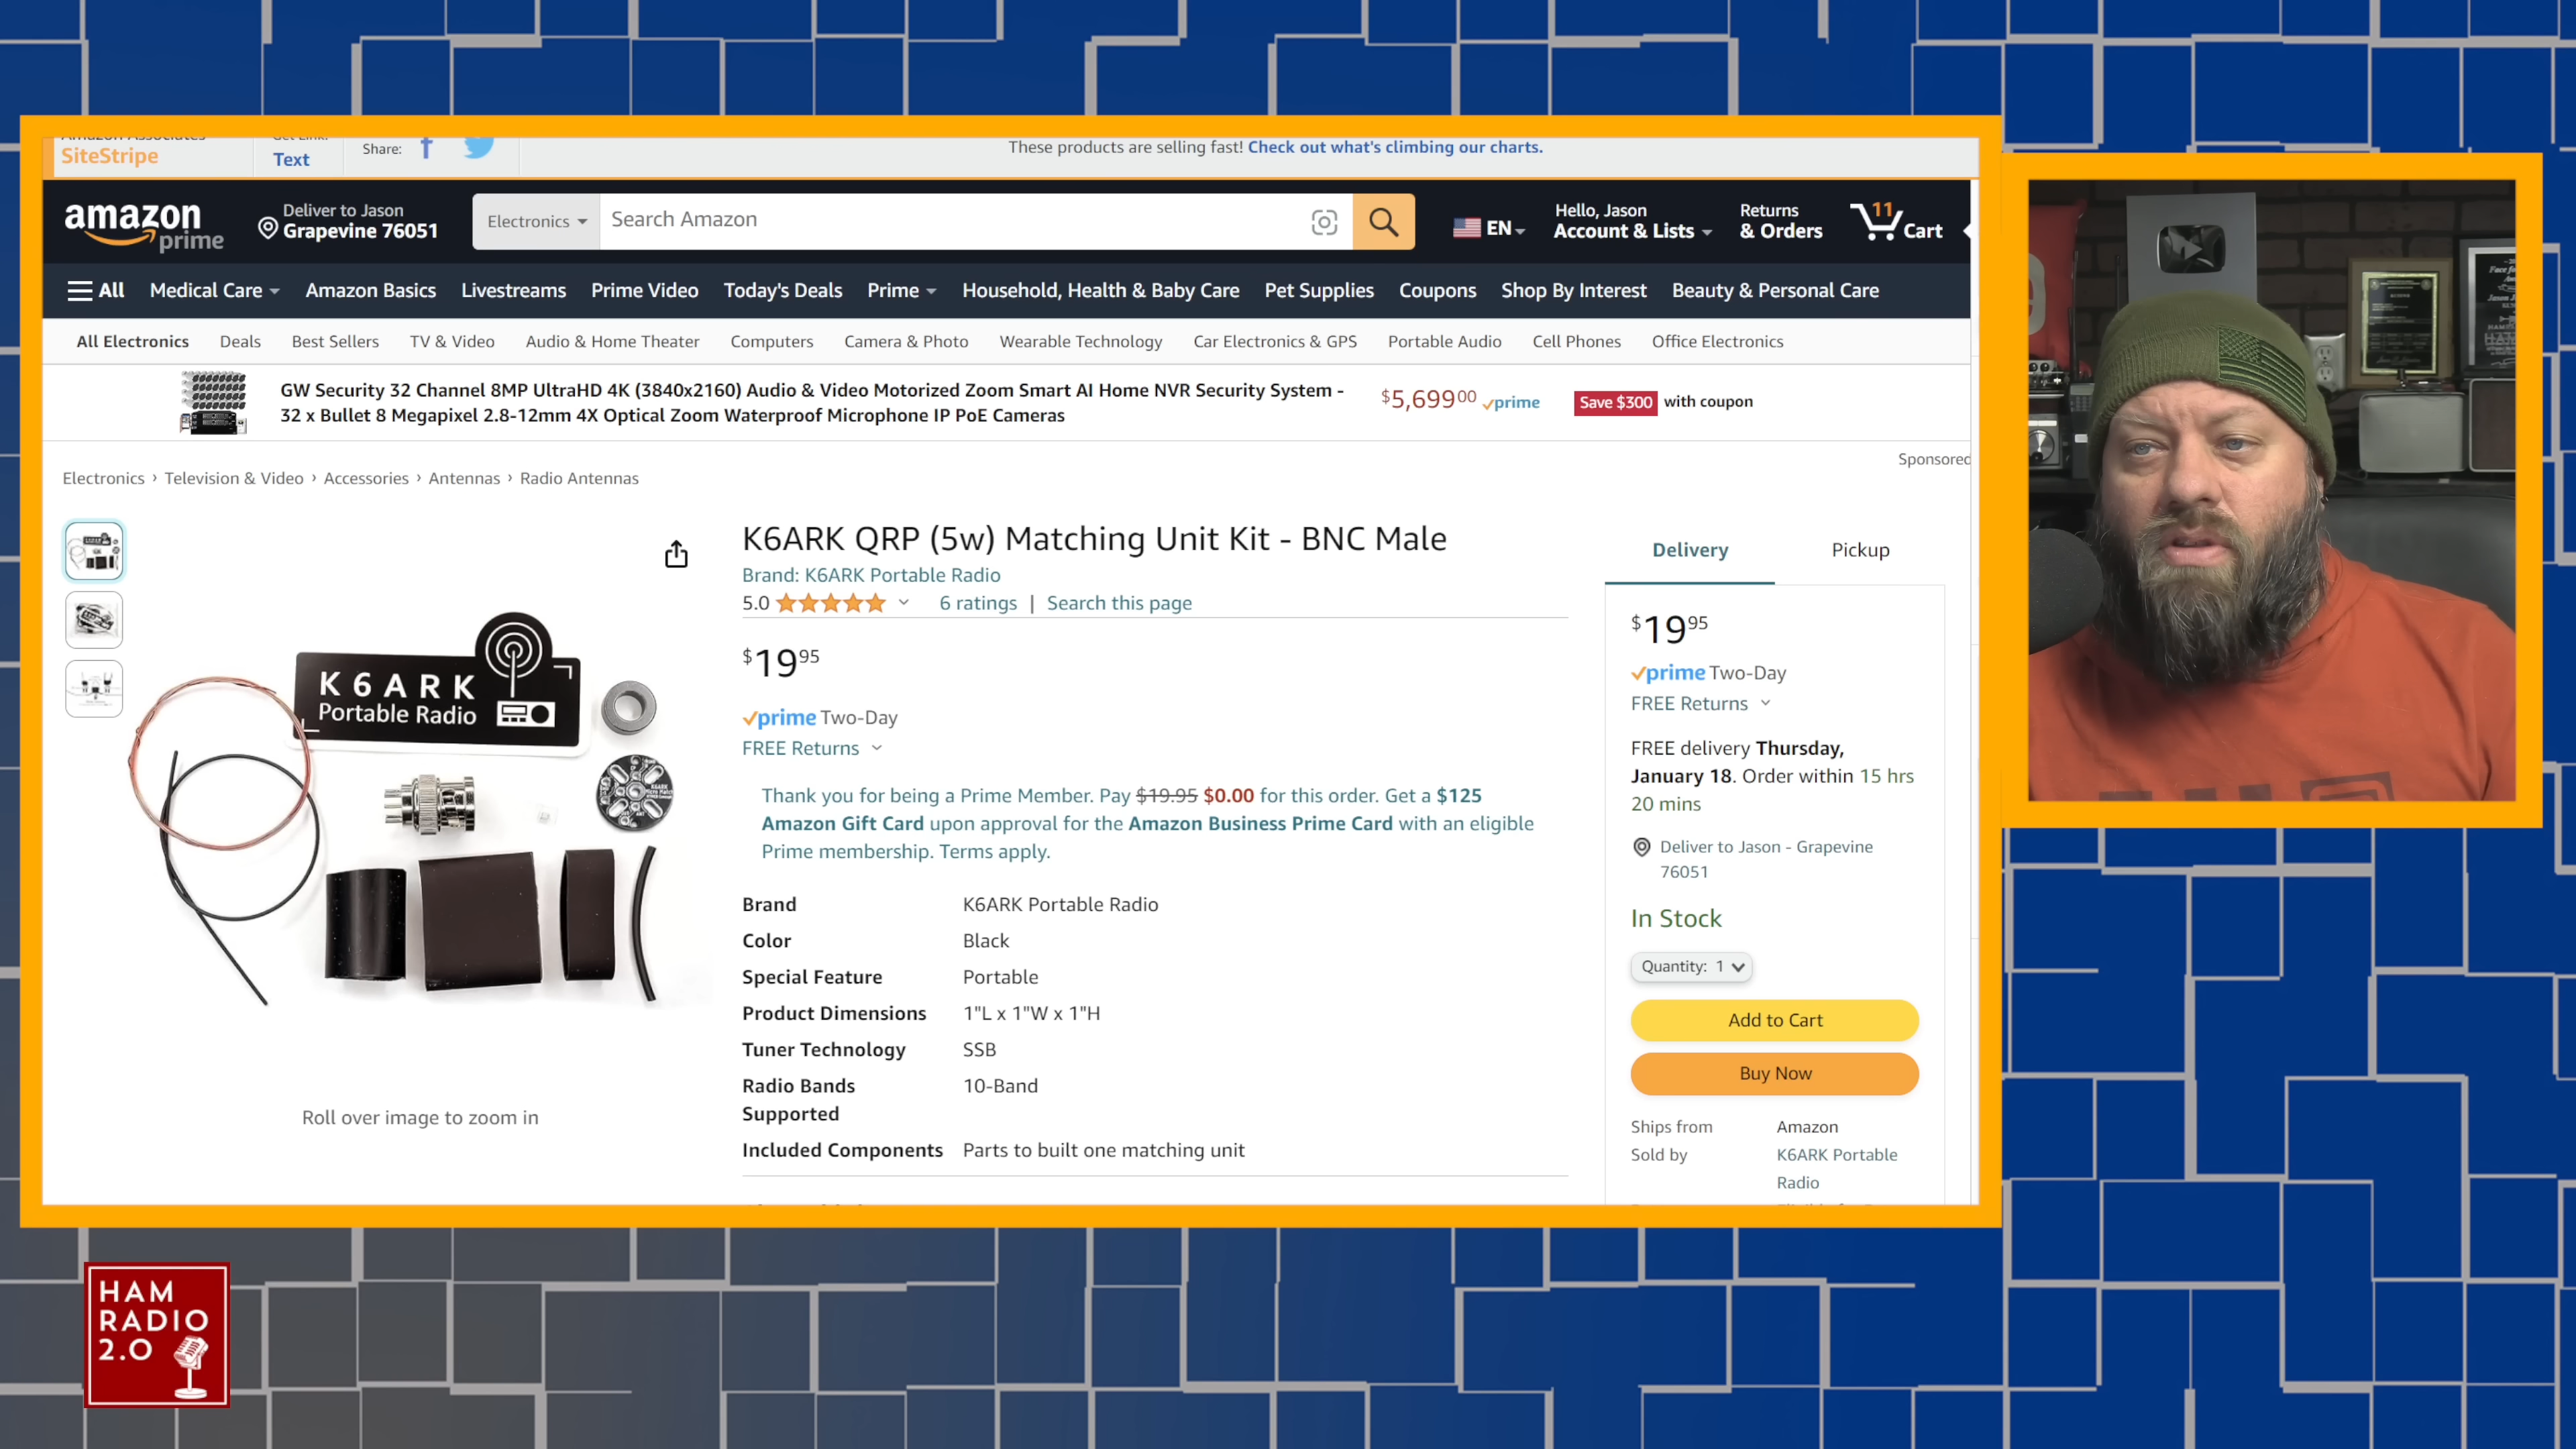 SiteStripe
Text
Share:
These products are selling fast! Check out what's climbing our charts.
amazon
prime
Deliver to Jason
Grapevine 76051
Electronics
Search Amazon
EN
Hello, Jason
Account & Lists
Returns
& Orders
11
Cart
All
Medical Care
Amazon Basics
Livestreams
Prime Video
Today's Deals
Prime
Household, Health & Baby Care
Pet Supplies
Coupons
Shop By Interest
Beauty & Personal Care
All Electronics
Deals
Best Sellers
TV & Video
Audio & Home Theater
Computers
Camera & Photo
Wearable Technology
Car Electronics & GPS
Portable Audio
Cell Phones
Office Electronics
GW Security 32 Channel 8MP UltraHD 4K (3840x2160) Audio & Video Motorized Zoom Smart AI Home NVR Security System -
32 x Bullet 8 Megapixel 2.8-12mm 4X Optical Zoom Waterproof Microphone IP PoE Cameras
$5,69900 prime
Save $300 with coupon
Sponsored
Electronics › Television & Video › Accessories › Antennas › Radio Antennas
K6ARK
Portable Radio
Roll over image to zoom in
K6ARK QRP (5w) Matching Unit Kit - BNC Male
Brand: K6ARK Portable Radio
5.0 6 ratings | Search this page
$1995
prime Two-Day
FREE Returns
Thank you for being a Prime Member. Pay $19.95 $0.00 for this order. Get a $125
Amazon Gift Card upon approval for the Amazon Business Prime Card with an eligible
Prime membership. Terms apply.
Brand K6ARK Portable Radio
Color Black
Special Feature Portable
Product Dimensions 1"L x 1"W x 1"H
Tuner Technology SSB
Radio Bands 10-Band
Supported
Included Components Parts to built one matching unit
Delivery
Pickup
$1995
prime Two-Day
FREE Returns
FREE delivery Thursday,
January 18. Order within 15 hrs
20 mins
Deliver to Jason - Grapevine
76051
In Stock
Quantity: 1
Add to Cart
Buy Now
Ships from Amazon
Sold by K6ARK Portable
Radio
HAM
RADIO
2.0